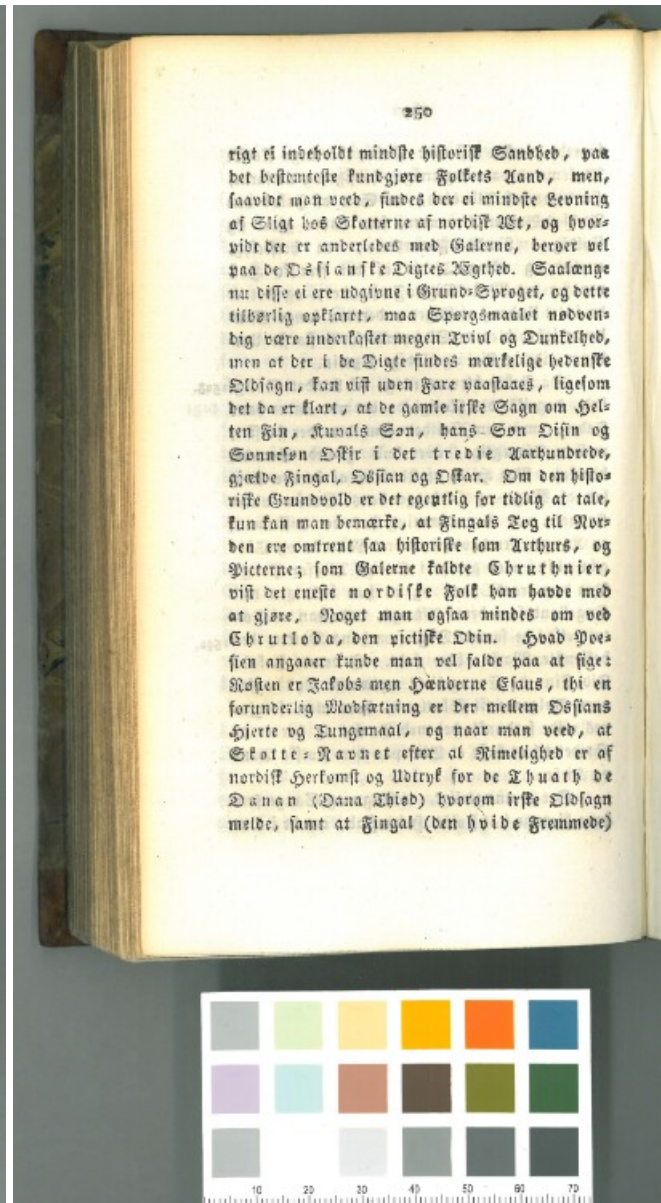 250
rigt ei indeholdt mindste historisk Sandhed, paa
det bestemteste kundgjøre Folkets Aand, men,
saavidt man veed, findes der ei mindste Levning
af Sligt hos Skotterne af nordisk Æt, og hvor-
vidt det er anderledes med Galerne, beroer vel
paa de Ossianske Digtes Ægthed. Saalænge
nu disse ei ere udgivne i Grund-Sproget, og dette
tilbørlig opklaret, maa Spørgsmaalet nødven-
dig være underkastet megen Tvivl og Dunkelhed,
men at der i de Digte findes mærkelige hedenske
Oldsagn, kan vist uden Fare paastaaes, ligesom
det da er klart, at de gamle irske Sagn om Hel-
ten Fin, Kuvals Søn, hans Søn Oisin og
Sønnesøn Oskir i det tredie Aarhundrede,
gjælde Fingal, Ossian og Oskar. Om den histo-
riske Grundvold er det egentlig for tidlig at tale,
kun kan man bemærke, at Fingals Tog til Nor-
den ere omtrent saa historiske som Arthurs, og
Picterne; som Galerne kaldte Chruthnier,
vist det eneste nordiske Folk han havde med
at gjøre, Noget man ogsaa mindes om ved
Chrutloda, den pictiske Odin. Hvad Poe-
sien angaaer kunde man vel falde paa at sige:
Røsten er Jakobs men Hænderne Esaus, thi en
forunderlig Modsætning er der mellem Ossians
Hjerte og Tungemaal, og naar man veed, at
Skotte-Navnet efter al Rimelighed er af
nordisk Herkomst og Udtryk for de Thuath de
Danan (Dana Thiod) hvorom irske Oldsagn
melde, samt at Fingal (den hvide Fremmede)
10 20 30 40 50 60 70